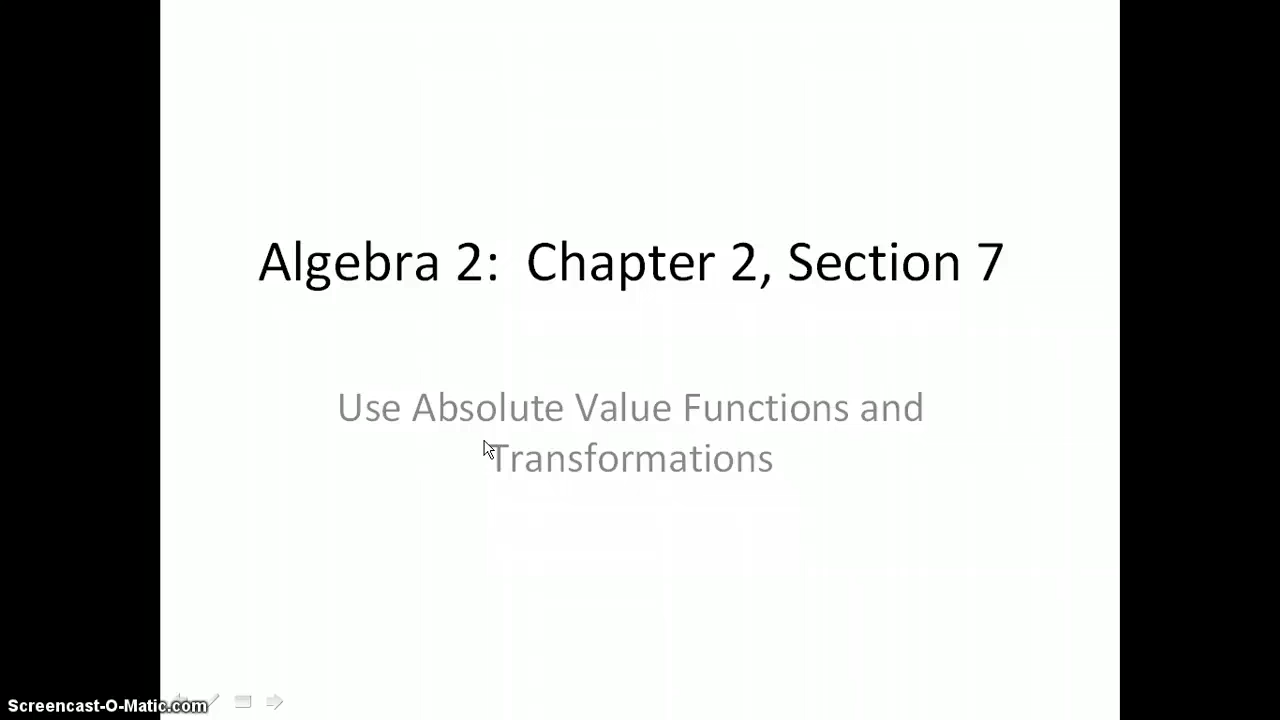 Algebra 2:  Chapter 2, Section 7
Use Absolute Value Functions and
Transformations
Screencast-O-Matic.com